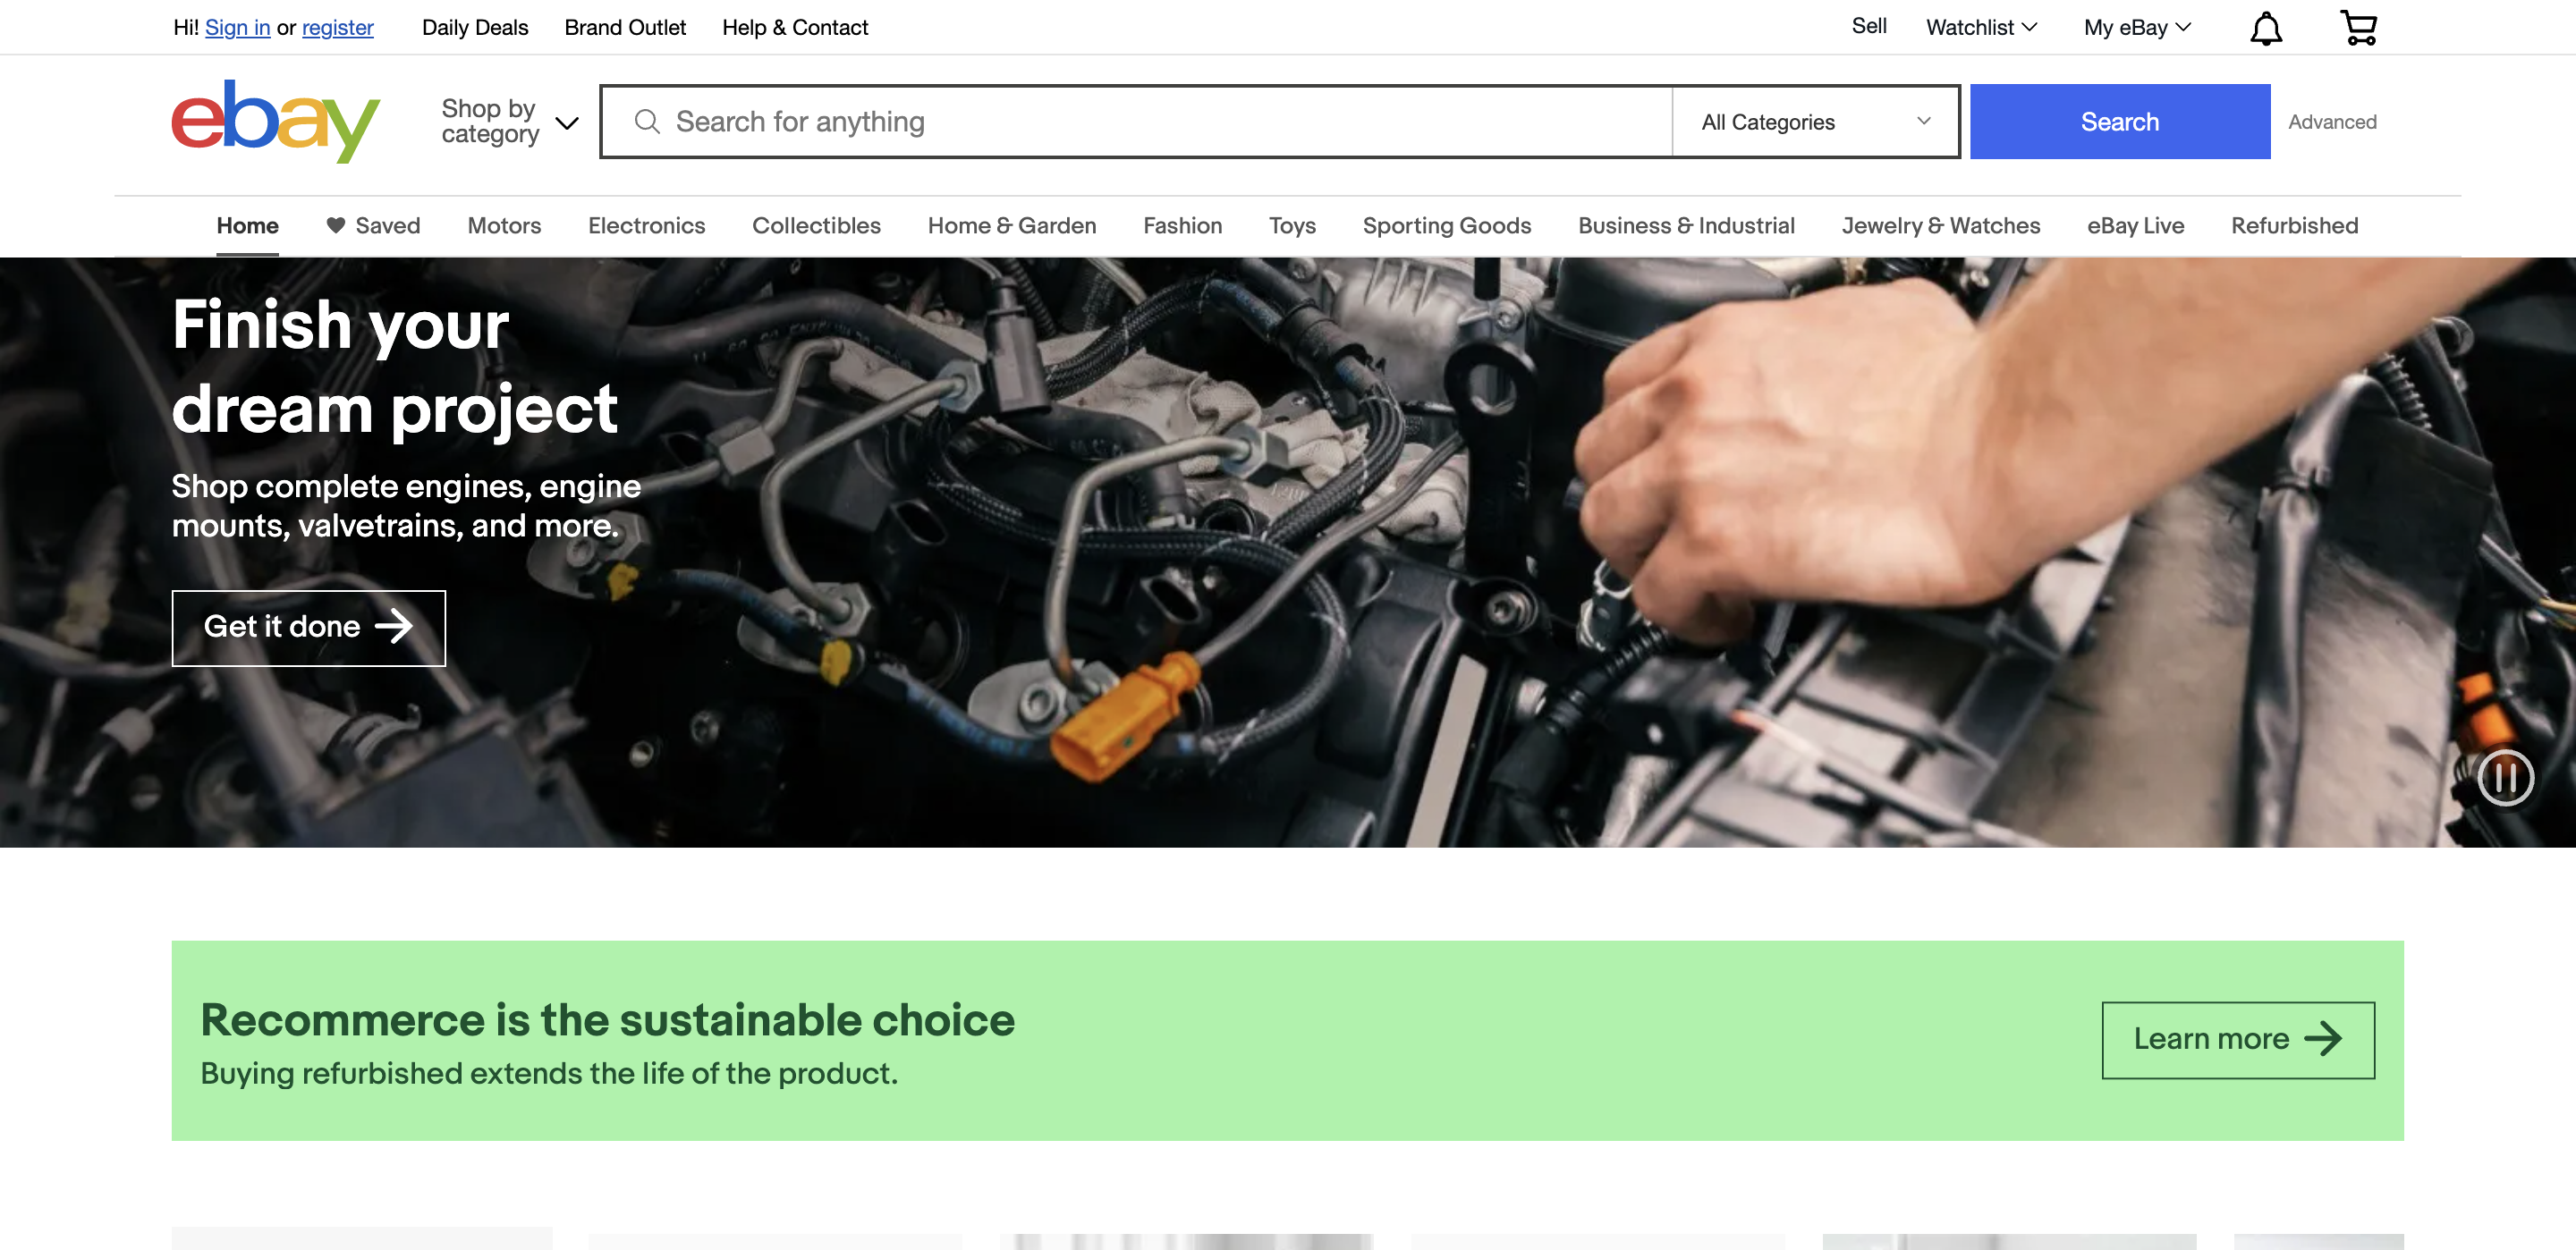 Hi! Sign in or register Daily Deals Brand Outlet Help & Contact Sell Watchlist My eBay
ebay
Shop by
category
Search for anything All Categories Search Advanced
Home Saved Motors Electronics Collectibles Home & Garden Fashion Toys Sporting Goods Business & Industrial Jewelry & Watches eBay Live Refurbished
Finish your
dream project
Shop complete engines, engine
mounts, valvetrains, and more.
Get it done
Recommerce is the sustainable choice
Buying refurbished extends the life of the product.
Learn more